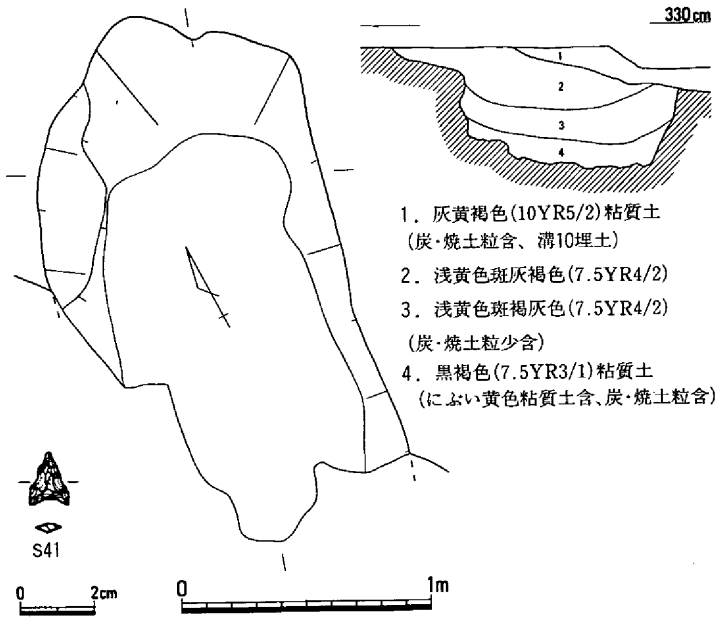 330cm
1
2
3
4
1. 灰黄褐色(10YR5/2)粘質土
(炭・焼土粒含、溝10埋土)
2. 浅黄色斑灰褐色(7.5YR4/2)
3. 浅黄色斑褐灰色(7.5YR4/2)
(炭・焼土粒少含)
4. 黒褐色(7.5YR3/1)粘質土
(にぶい黄色粘質土含、炭・焼土粒含)
S41
0 2cm
0 1m